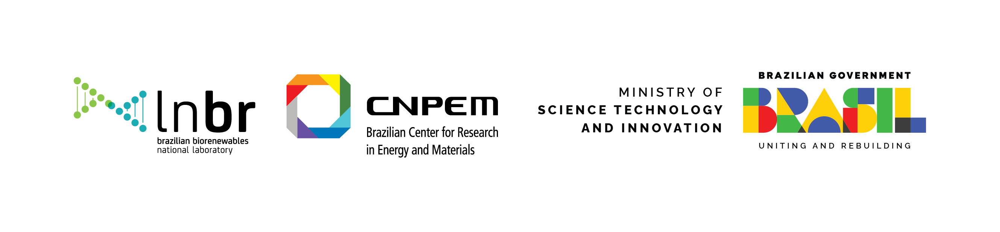 lnbr
brazilian biorenewables
national laboratory
CNPEM
Brazilian Center for Research
in Energy and Materials
MINISTRY OF
SCIENCE TECHNOLOGY
AND INNOVATION
BRAZILIAN GOVERNMENT
BRASIL
UNITING AND REBUILDING